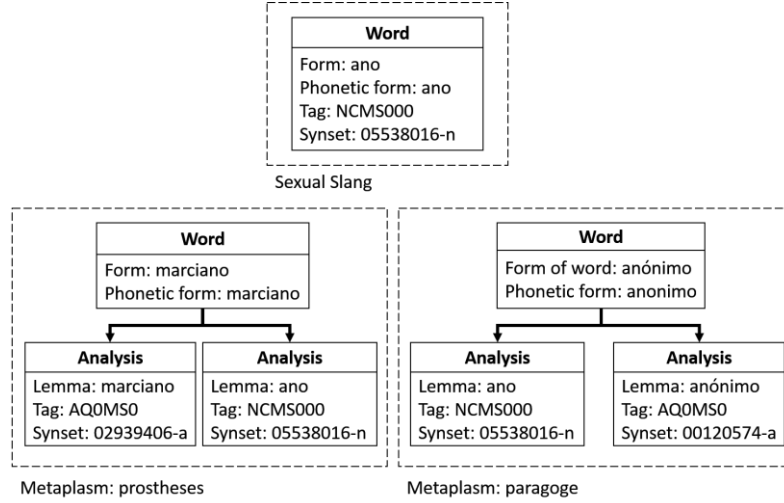 Word
Form: ano
Phonetic form: ano
Tag: NCMS000
Synset: 05538016-n
Sexual Slang
Word
Form: marciano
Phonetic form: marciano
Analysis
Lemma: marciano
Tag: AQ0MS0
Synset: 02939406-a
Analysis
Lemma: ano
Tag: NCMS000
Synset: 05538016-n
Metaplasm: prostheses
Word
Form of word: anónimo
Phonetic form: anonimo
Analysis
Lemma: ano
Tag: NCMS000
Synset: 05538016-n
Analysis
Lemma: anónimo
Tag: AQ0MS0
Synset: 00120574-a
Metaplasm: paragoge